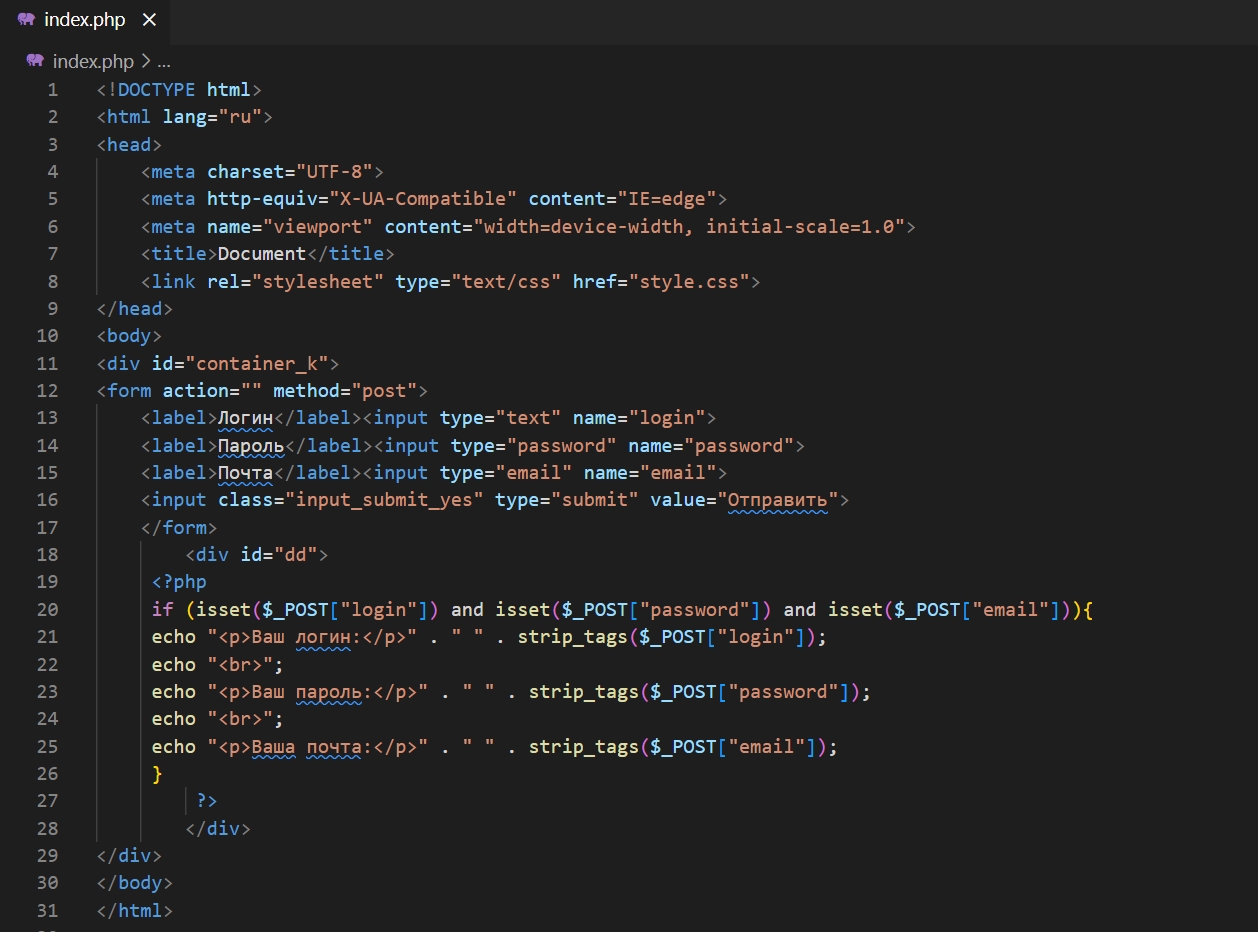 index.php ×
index.php > ...
1 <!DOCTYPE html>
2 <html lang="ru">
3 <head>
4     <meta charset="UTF-8">
5     <meta http-equiv="X-UA-Compatible" content="IE=edge">
6     <meta name="viewport" content="width=device-width, initial-scale=1.0">
7     <title>Document</title>
8     <link rel="stylesheet" type="text/css" href="style.css">
9 </head>
10 <body>
11 <div id="container_k">
12 <form action="" method="post">
13     <label>Логин</label><input type="text" name="login">
14     <label>Пароль</label><input type="password" name="password">
15     <label>Почта</label><input type="email" name="email">
16     <input class="input_submit_yes" type="submit" value="Отправить">
17     </form>
18         <div id="dd">
19      <?php
20      if (isset($_POST["login"]) and isset($_POST["password"]) and isset($_POST["email"])){
21      echo "<p>Ваш логин:</p>" . " " . strip_tags($_POST["login"]);
22      echo "<br>";
23      echo "<p>Ваш пароль:</p>" . " " . strip_tags($_POST["password"]);
24      echo "<br>";
25      echo "<p>Ваша почта:</p>" . " " . strip_tags($_POST["email"]);
26      }
27          ?>
28         </div>
29 </div>
30 </body>
31 </html>